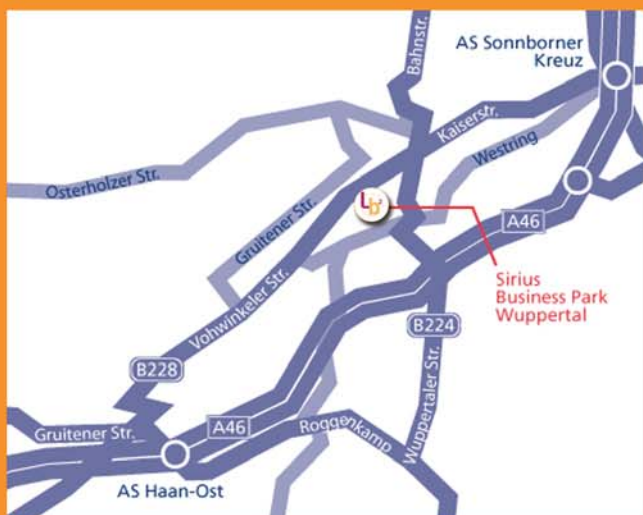 Bahnstr.
AS Sonnborner
Kreuz
Kaiserstr.
Westring
Osterholzer Str.
Gruitener Str.
Lb
A46
Sirius
Business Park
Wuppertal
Vohwinkeler Str.
B224
B228
Wuppertaler Str.
Gruitener Str.
A46
Roggenkamp
AS Haan-Ost